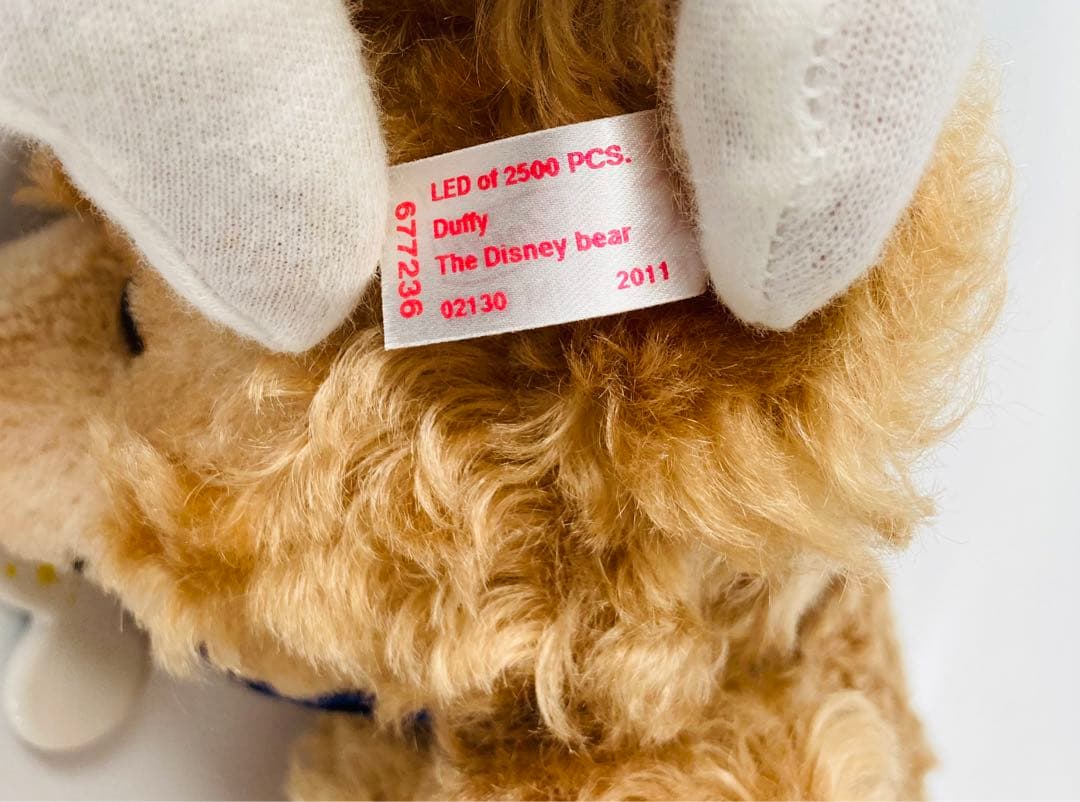 LED of 2500 PCS.
Duffy
The Disney bear
02130 2011
677236